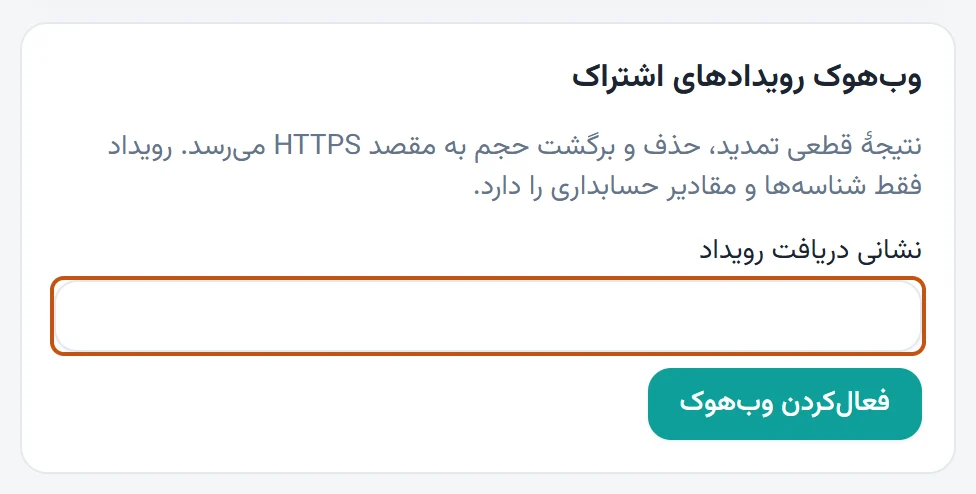 وب‌هوک رویدادهای اشتراک
نتیجهٔ قطعی تمدید، حذف و برگشت حجم به مقصد HTTPS می‌رسد. رویداد
فقط شناسه‌ها و مقادیر حسابداری را دارد.
نشانی دریافت رویداد
فعال‌کردن وب‌هوک